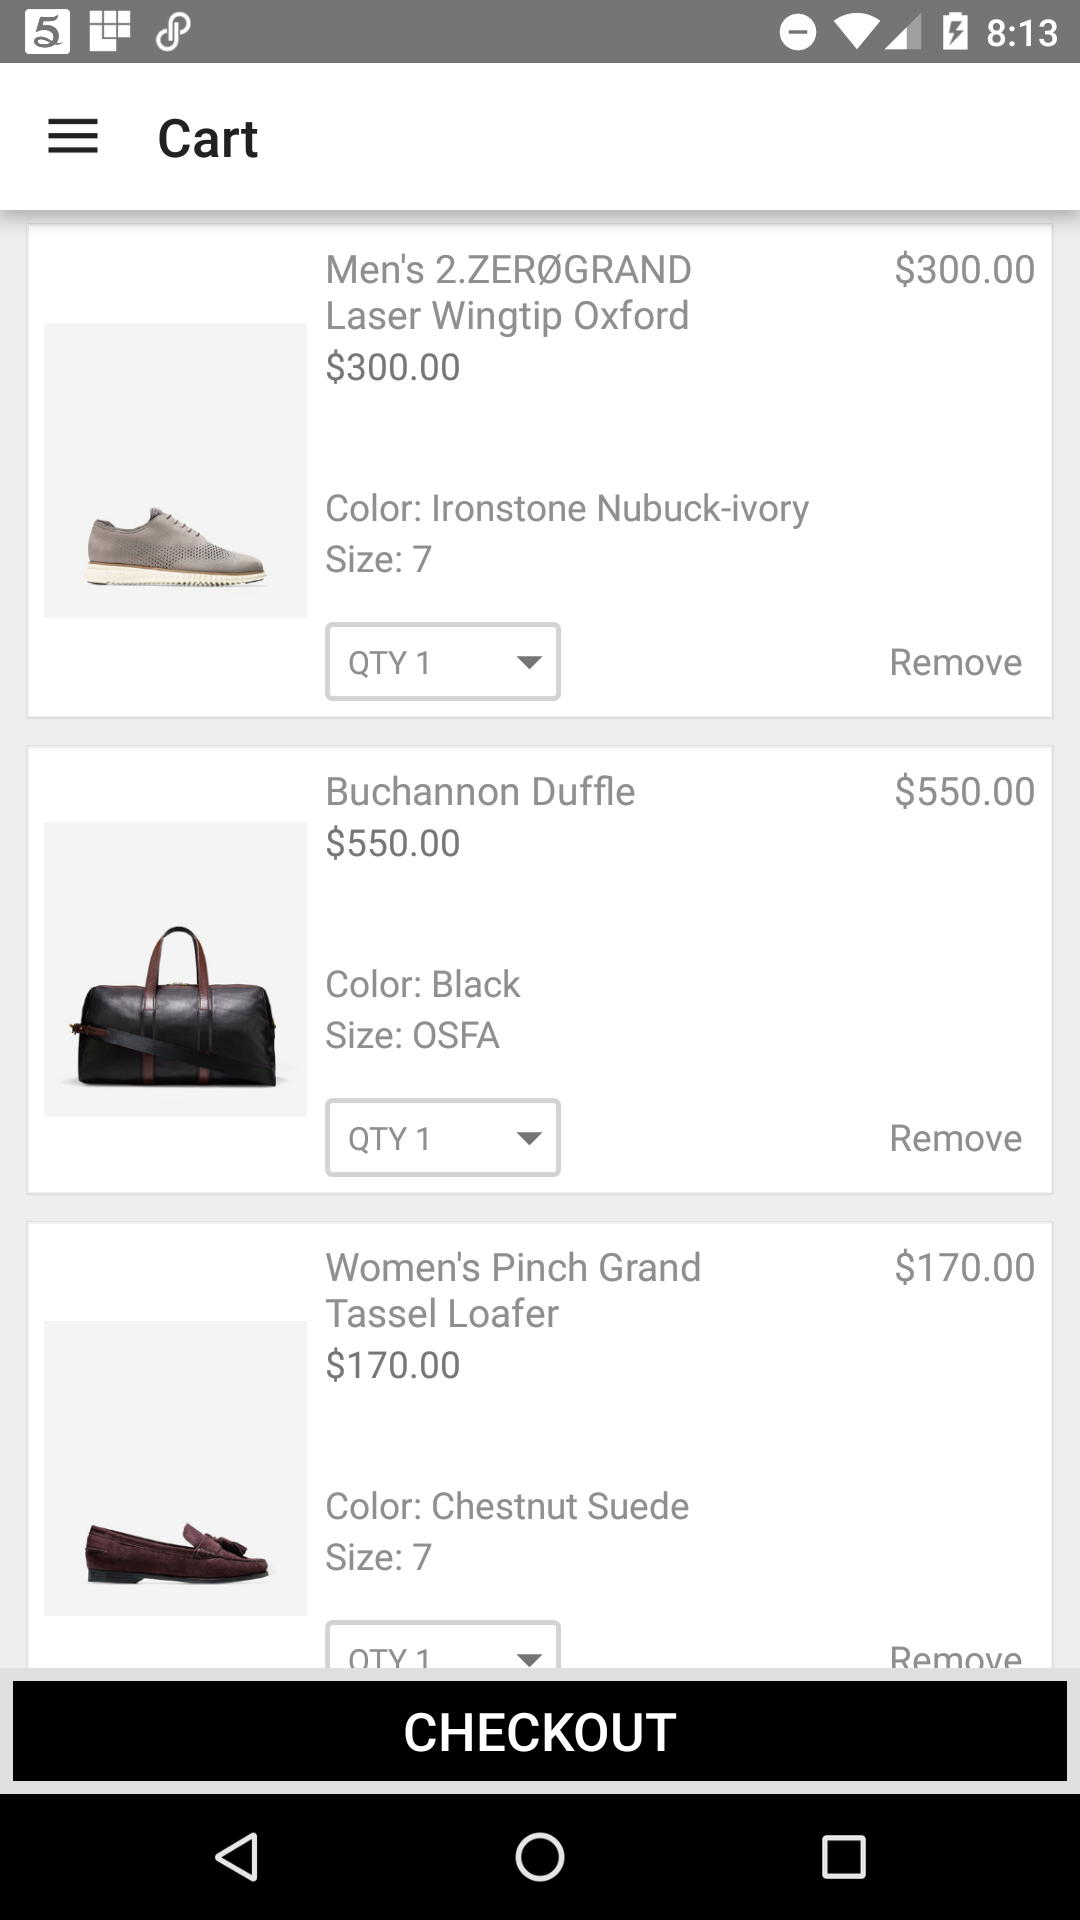 5
8:13
Cart
Men's 2.ZERØGRAND
Laser Wingtip Oxford
$300.00
$300.00
Color: Ironstone Nubuck-ivory
Size: 7
QTY 1
Remove
Buchannon Duffle
$550.00
$550.00
Color: Black
Size: OSFA
QTY 1
Remove
Women's Pinch Grand
Tassel Loafer
$170.00
$170.00
Color: Chestnut Suede
Size: 7
QTY 1
Remove
CHECKOUT